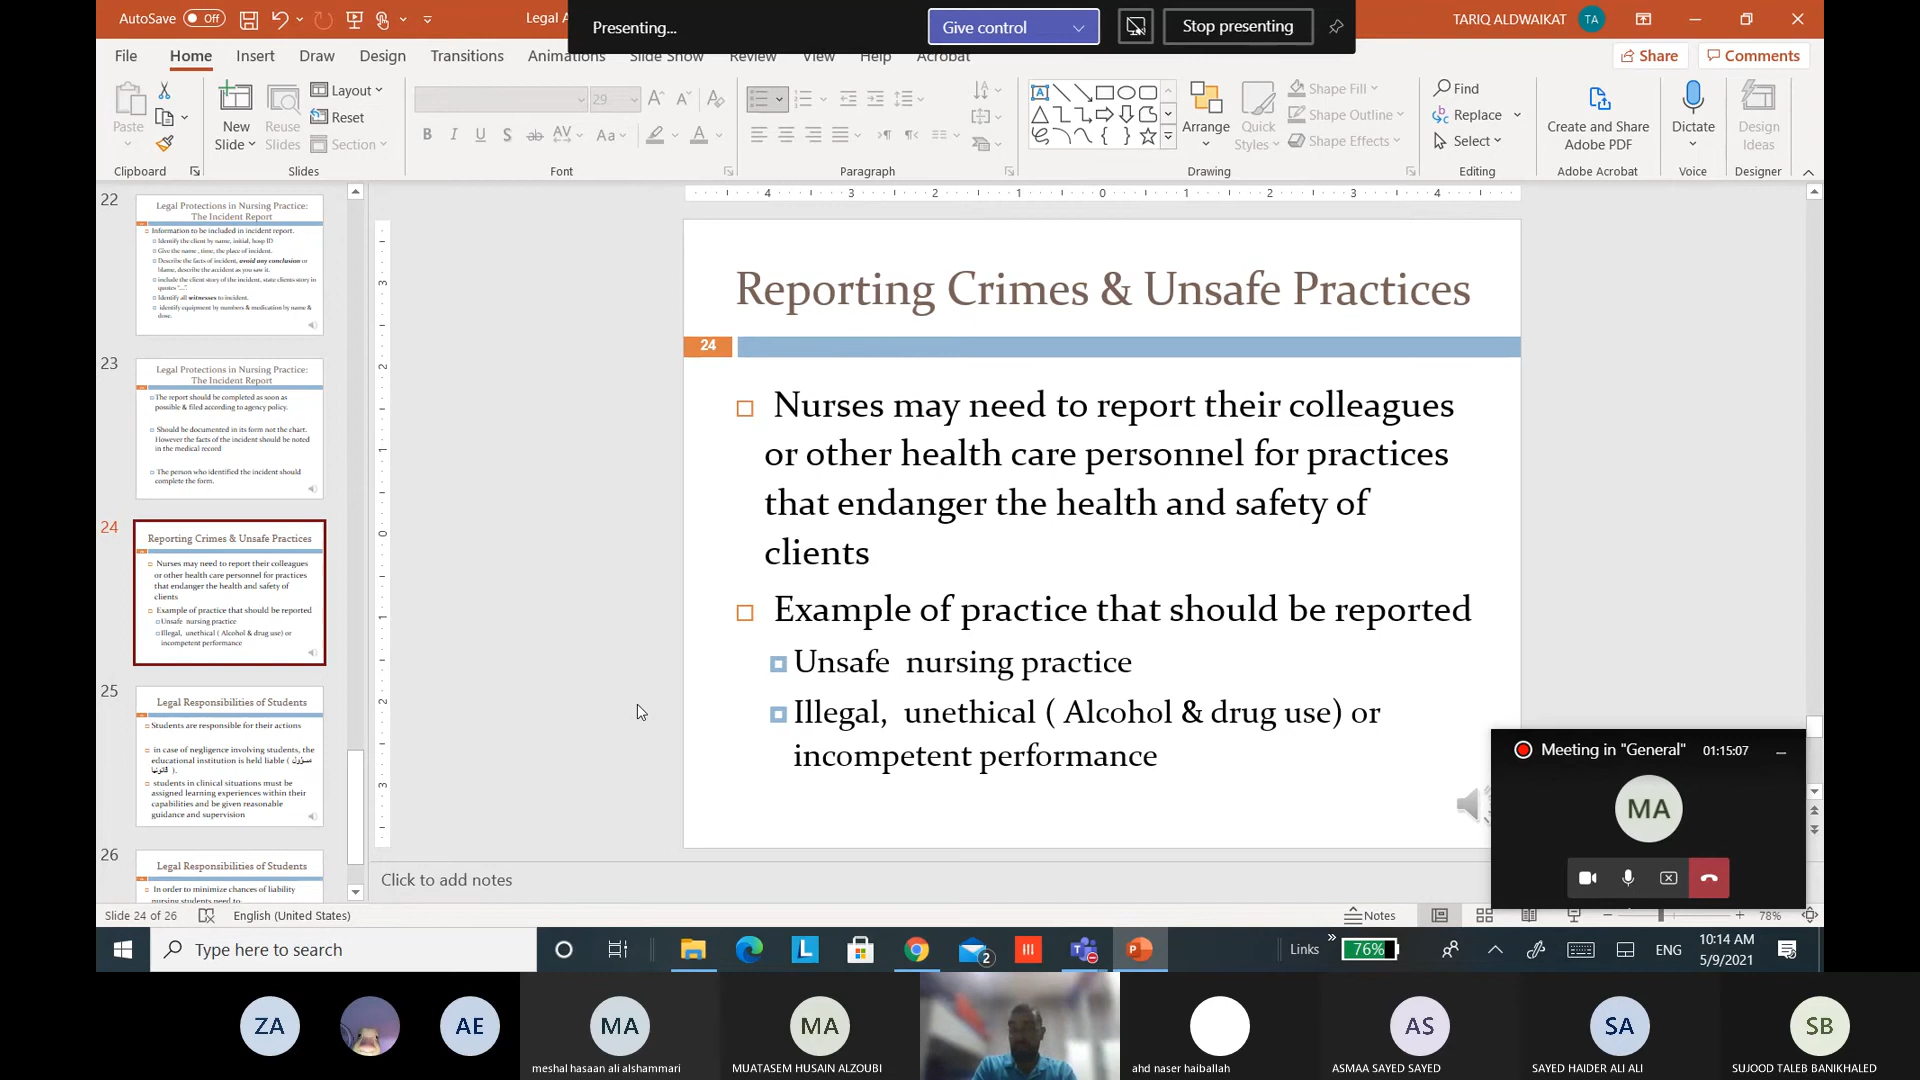 AutoSave Off
Legal A
Presenting...
Give control
Stop presenting
TARIQ ALDWAIKAT
TA
File Home Insert Draw Design Transitions Animations Slide Show Review View Help Acrobat
Share
Comments
Paste
New Slide
Reuse Slides
Layout
Reset
Section
29
Aa
Arrange
Quick Styles
Shape Fill
Shape Outline
Shape Effects
Find
Replace
Select
Create and Share Adobe PDF
Dictate
Design Ideas
Clipboard
Slides
Font
Paragraph
Drawing
Editing
Adobe Acrobat
Voice
Designer
22
Legal Protections in Nursing Practice:
The Incident Report
Information to be included in incident report.
Identify the client by name, initial, hosp ID
Give the name , time, the place of incident.
Describe the facts of incident, avoid any conclusion or
blame, describe the accident as you saw it.
include the client story of the incident, state clients story in
quotes "...".
Identify all witnesses to incident.
identify equipment by numbers & medication by name &
dose.
23
Legal Protections in Nursing Practice:
The Incident Report
The report should be completed as soon as
possible & filed according to agency policy.
Should be documented in its form not the chart.
However the facts of the incident should be noted
in the medical record
The person who identified the incident should
complete the form.
24
Reporting Crimes & Unsafe Practices
Nurses may need to report their colleagues
or other health care personnel for practices
that endanger the health and safety of
clients
Example of practice that should be reported
Unsafe nursing practice
Illegal, unethical ( Alcohol & drug use) or
incompetent performance
25
Legal Responsibilities of Students
Students are responsible for their actions
in case of negligence involving students, the
educational institution is held liable ( مسؤول
قانونيا ).
students in clinical situations must be
assigned learning experiences within their
capabilities and be given reasonable
guidance and supervision
26
Legal Responsibilities of Students
In order to minimize chances of liability
nursing students need to
4 3 2 1 0 1 2 3 4
3 2 1 0 1 2 3
Reporting Crimes & Unsafe Practices
24
Nurses may need to report their colleagues
or other health care personnel for practices
that endanger the health and safety of
clients
Example of practice that should be reported
Unsafe nursing practice
Illegal, unethical ( Alcohol & drug use) or
incompetent performance
Meeting in "General" 01:15:07
MA
Click to add notes
Slide 24 of 26
English (United States)
Notes
78%
Type here to search
2
Links
76%
ENG
10:14 AM
5/9/2021
ZA
AE
MA
MA
AS
SA
SB
meshal hasaan ali alshammari
MUATASEM HUSAIN ALZOUBI
ahd naser haiballah
ASMAA SAYED SAYED
SAYED HAIDER ALI ALI
SUJOOD TALEB BANIKHALED